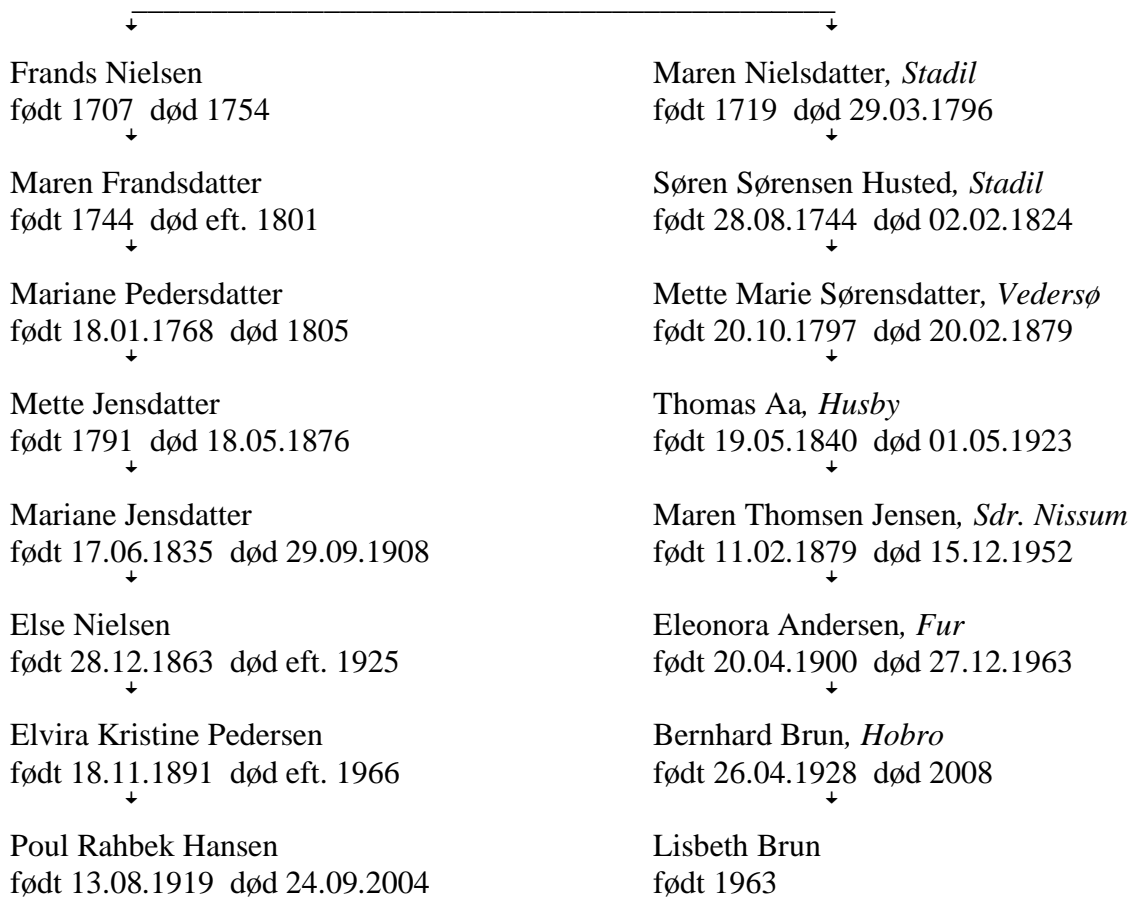 Frands Nielsen
født 1707 død 1754
Maren Frandsdatter
født 1744 død eft. 1801
Mariane Pedersdatter
født 18.01.1768 død 1805
Mette Jensdatter
født 1791 død 18.05.1876
Mariane Jensdatter
født 17.06.1835 død 29.09.1908
Else Nielsen
født 28.12.1863 død eft. 1925
Elvira Kristine Pedersen
født 18.11.1891 død eft. 1966
Poul Rahbek Hansen
født 13.08.1919 død 24.09.2004
Maren Nielsdatter, Stadil
født 1719 død 29.03.1796
Søren Sørensen Husted, Stadil
født 28.08.1744 død 02.02.1824
Mette Marie Sørensdatter, Vedersø
født 20.10.1797 død 20.02.1879
Thomas Aa, Husby
født 19.05.1840 død 01.05.1923
Maren Thomsen Jensen, Sdr. Nissum
født 11.02.1879 død 15.12.1952
Eleonora Andersen, Fur
født 20.04.1900 død 27.12.1963
Bernhard Brun, Hobro
født 26.04.1928 død 2008
Lisbeth Brun
født 1963